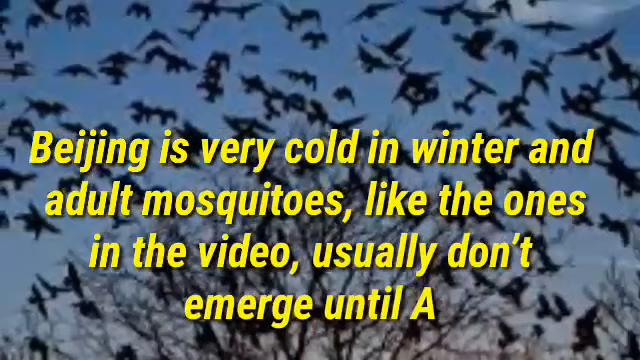 Beijing is very cold in winter and
adult mosquitoes, like the ones
in the video, usually don’t
emerge until A